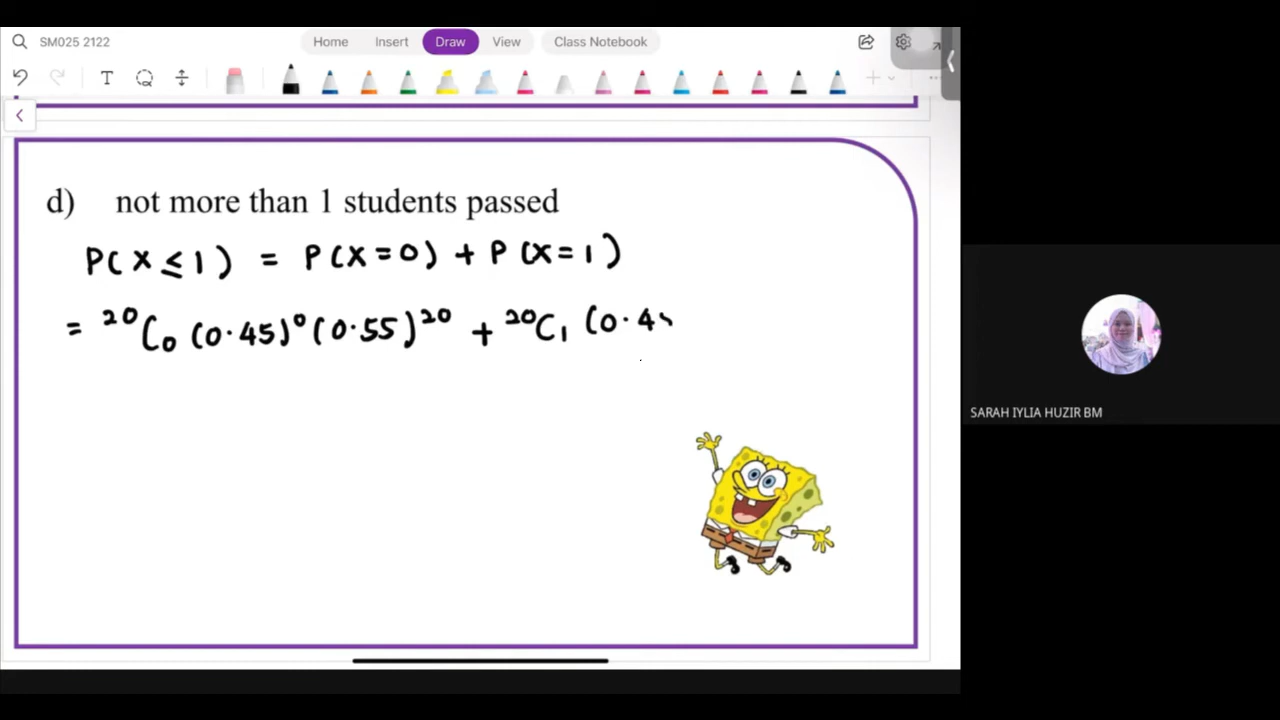 SM025 2122
Home Insert Draw View Class Notebook
T
d) not more than 1 students passed
P(X ≤ 1) = P(X = 0) + P(X = 1)
= ²⁰C₀ (0.45)⁰ (0.55)²⁰ + ²⁰C₁ (0.4
SARAH IYLIA HUZIR BM